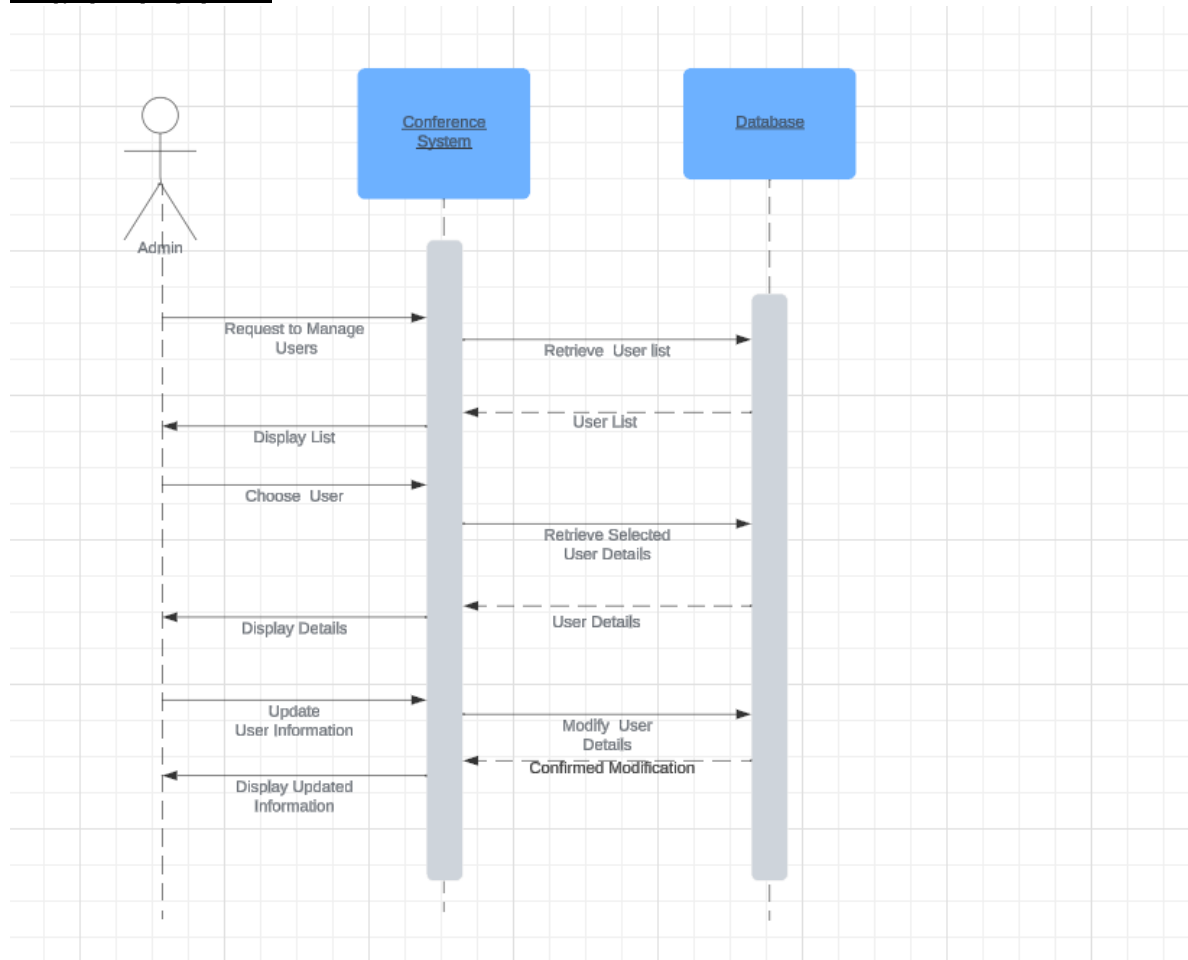 Conference
System
Database
Admin
Request to Manage
Users
Retrieve User list
User List
Display List
Choose User
Retrieve Selected
User Details
User Details
Display Details
Update
User Information
Modify User
Details
Confirmed Modification
Display Updated
Information